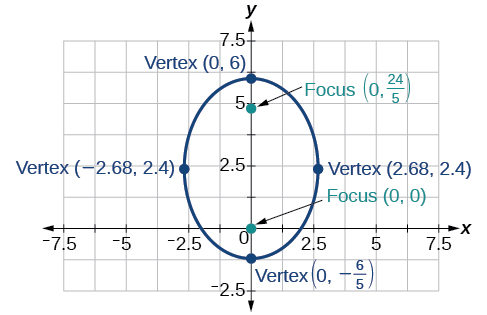 y
7.5
Vertex (0, 6)
5
Focus (0, 24/5)
2.5
Vertex (−2.68, 2.4)
Vertex (2.68, 2.4)
Focus (0, 0)
x
−7.5 −5 −2.5 0 2.5 5 7.5
Vertex (0, −6/5)
−2.5